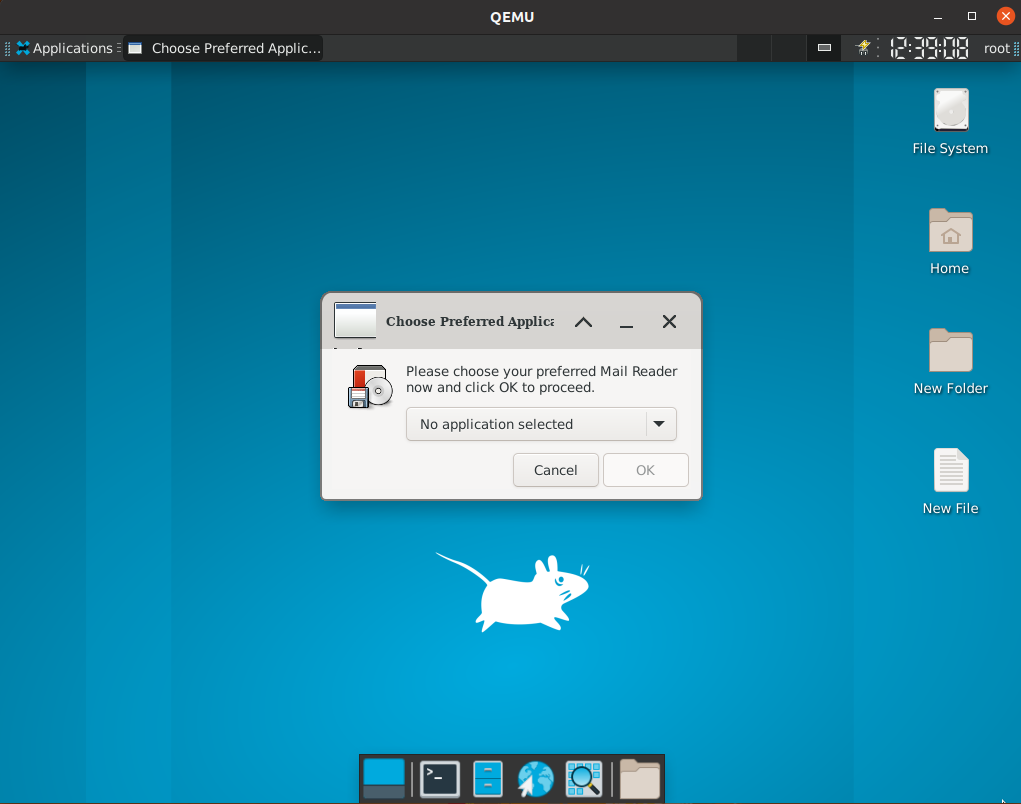 QEMU
Applications
Choose Preferred Applic...
12:39:08
root
File System
Home
New Folder
New File
Choose Preferred Applica
Please choose your preferred Mail Reader
now and click OK to proceed.
No application selected
Cancel
OK